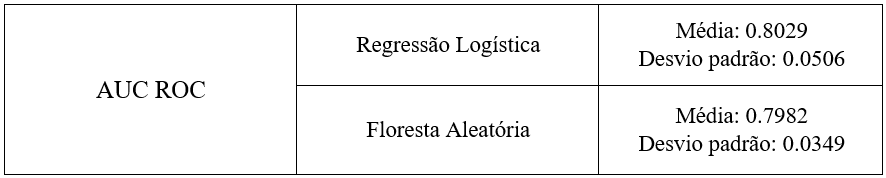 AUC ROC
Regressão Logística
Média: 0.8029
Desvio padrão: 0.0506
Floresta Aleatória
Média: 0.7982
Desvio padrão: 0.0349